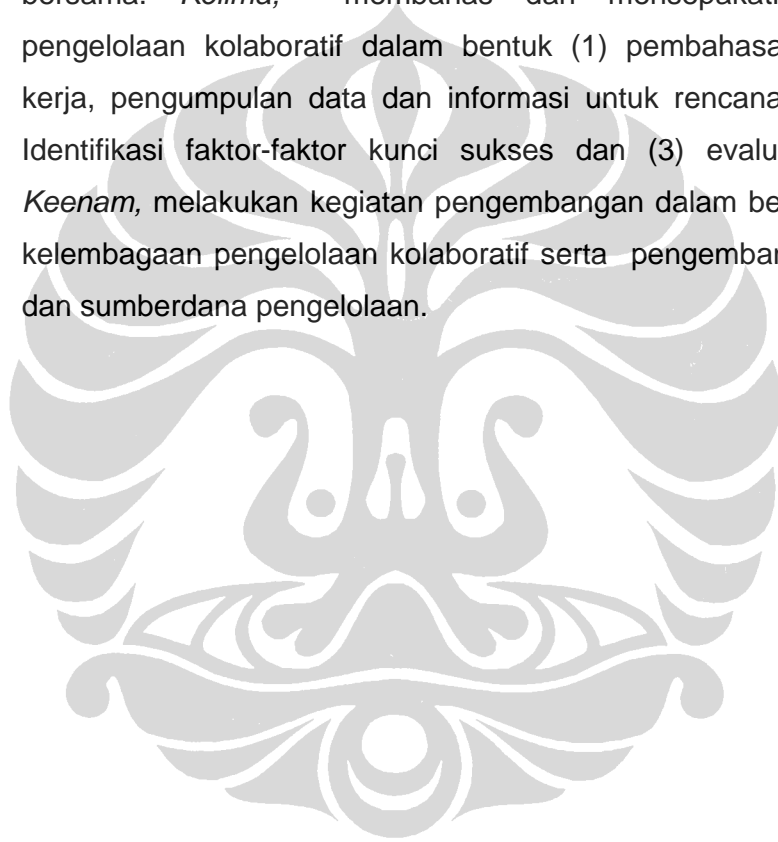 bersama. Kelima, membahas dan mensepakati
pengelolaan kolaboratif dalam bentuk (1) pembahasa
kerja, pengumpulan data dan informasi untuk rencana
Identifikasi faktor-faktor kunci sukses dan (3) evalu
Keenam, melakukan kegiatan pengembangan dalam be
kelembagaan pengelolaan kolaboratif serta pengembar
dan sumberdana pengelolaan.